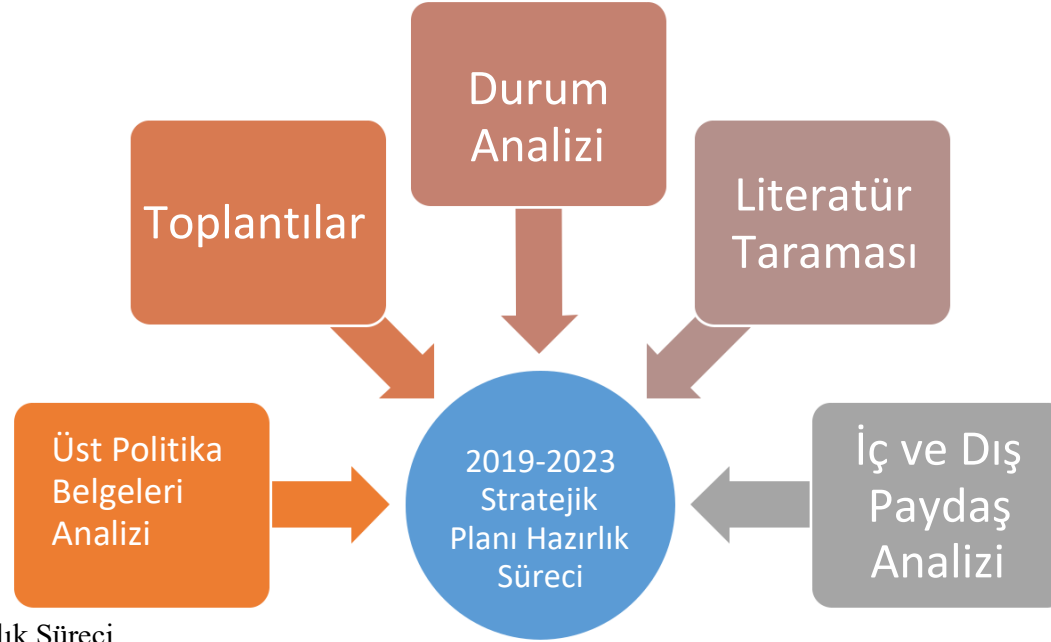 Durum
Analizi
Toplantılar
Literatür
Taraması
Üst Politika
Belgeleri
Analizi
2019-2023
Stratejik
Planı Hazırlık
Süreci
İç ve Dış
Paydaş
Analizi
Süreci